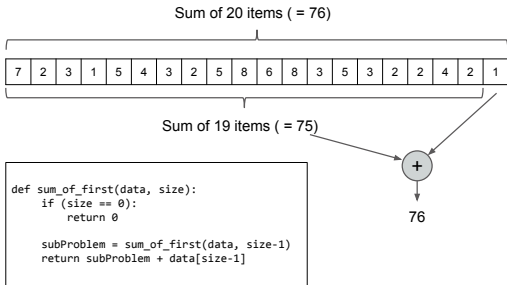 Sum of 20 items ( = 76)
7 2 3 1 5 4 3 2 5 8 6 8 3 5 3 2 2 4 2 1
Sum of 19 items ( = 75)
+
76
def sum_of_first(data, size):
    if (size == 0):
        return 0
    subProblem = sum_of_first(data, size-1)
    return subProblem + data[size-1]